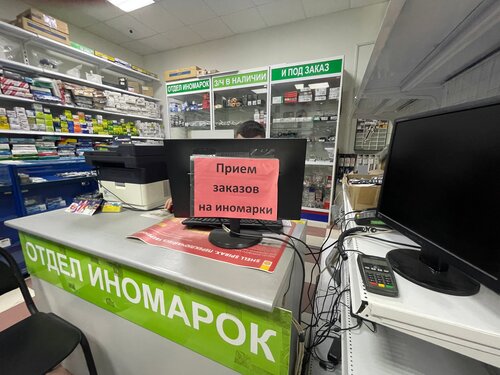 ОТДЕЛ ИНОМАРОК
З/Ч В НАЛИЧИИ
И ПОД ЗАКАЗ
Прием
заказов
на иномарки
ОТДЕЛ ИНОМАРОК